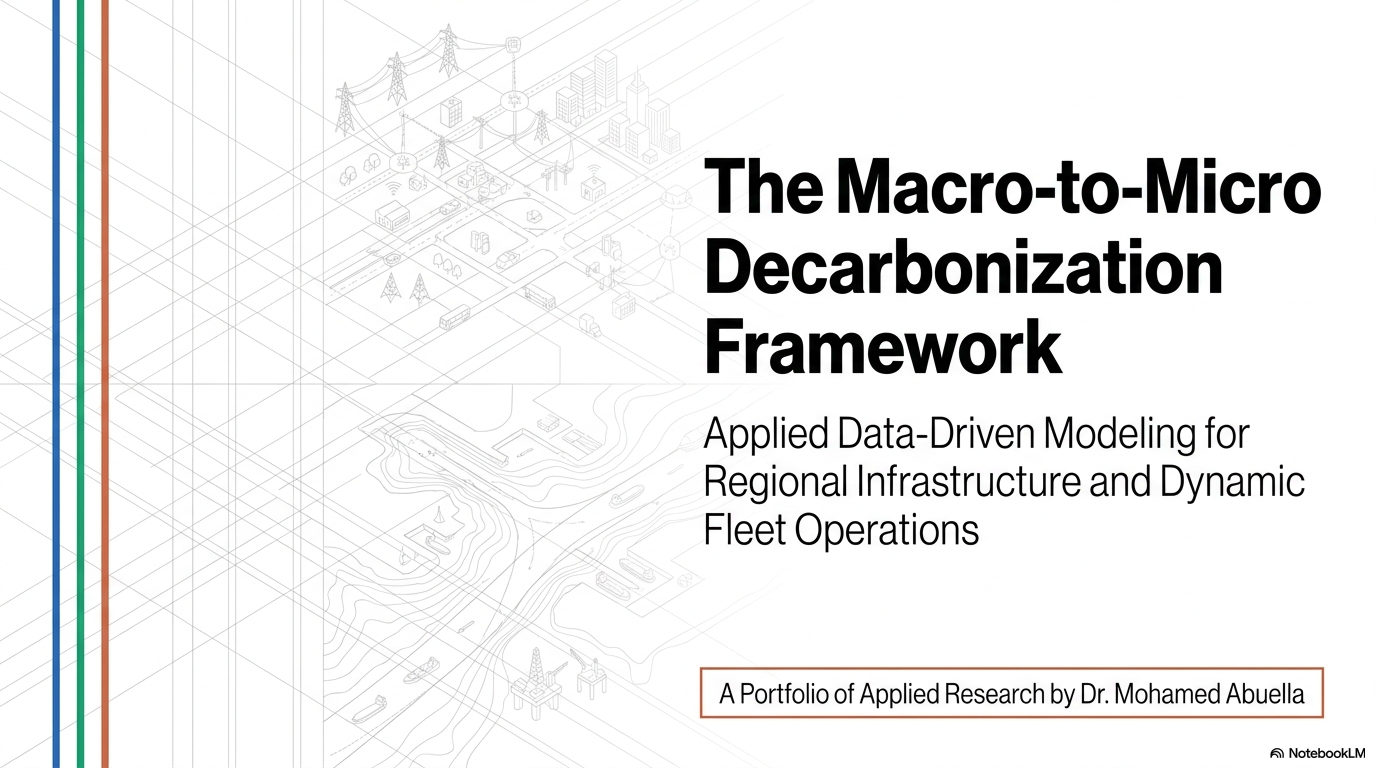 The Macro-to-Micro
Decarbonization
Framework
Applied Data-Driven Modeling for
Regional Infrastructure and Dynamic
Fleet Operations
A Portfolio of Applied Research by Dr. Mohamed Abuella
NotebookLM